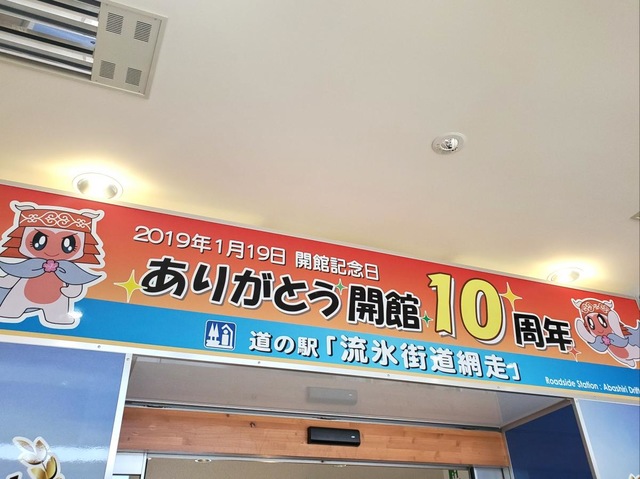 2019年1月19日 開館記念日
ありがとう開館10周年
道の駅「流氷街道網走」
Roadside Station : Abashiri